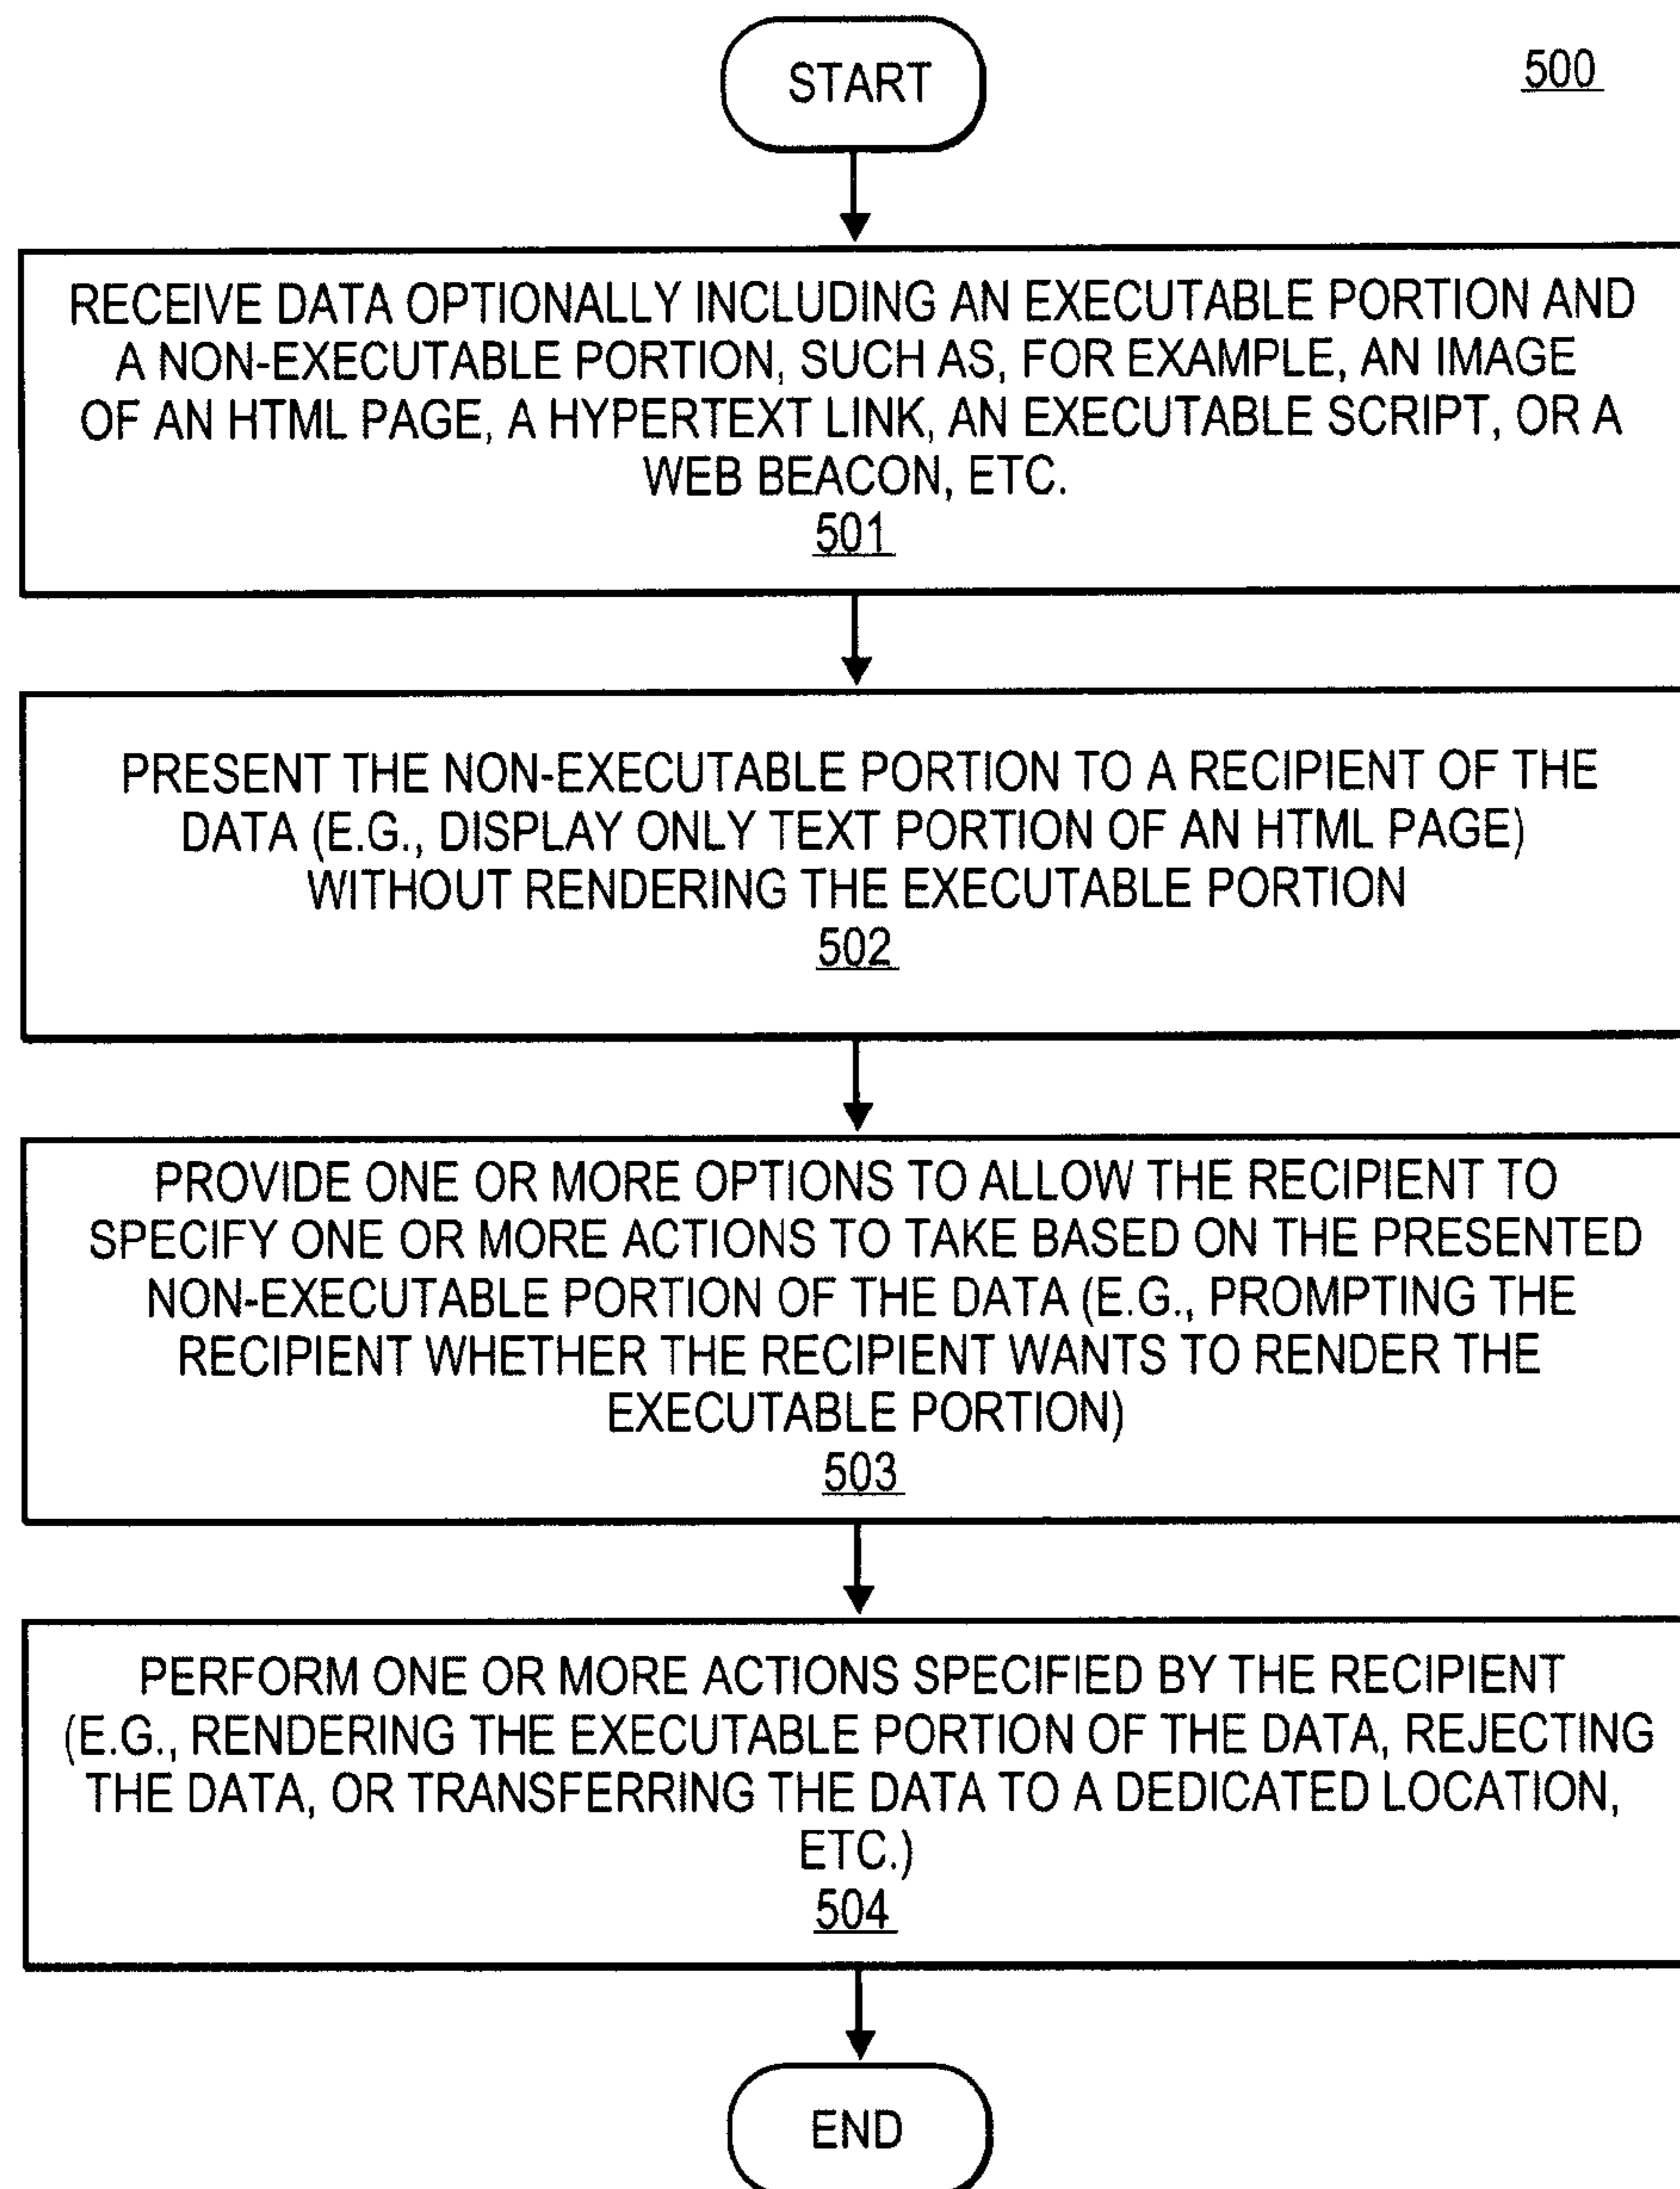 START
500
RECEIVE DATA OPTIONALLY INCLUDING AN EXECUTABLE PORTION AND
A NON-EXECUTABLE PORTION, SUCH AS, FOR EXAMPLE, AN IMAGE
OF AN HTML PAGE, A HYPERTEXT LINK, AN EXECUTABLE SCRIPT, OR A
WEB BEACON, ETC.
501
PRESENT THE NON-EXECUTABLE PORTION TO A RECIPIENT OF THE
DATA (E.G., DISPLAY ONLY TEXT PORTION OF AN HTML PAGE)
WITHOUT RENDERING THE EXECUTABLE PORTION
502
PROVIDE ONE OR MORE OPTIONS TO ALLOW THE RECIPIENT TO
SPECIFY ONE OR MORE ACTIONS TO TAKE BASED ON THE PRESENTED
NON-EXECUTABLE PORTION OF THE DATA (E.G., PROMPTING THE
RECIPIENT WHETHER THE RECIPIENT WANTS TO RENDER THE
EXECUTABLE PORTION)
503
PERFORM ONE OR MORE ACTIONS SPECIFIED BY THE RECIPIENT
(E.G., RENDERING THE EXECUTABLE PORTION OF THE DATA, REJECTING
THE DATA, OR TRANSFERRING THE DATA TO A DEDICATED LOCATION,
ETC.)
504
END